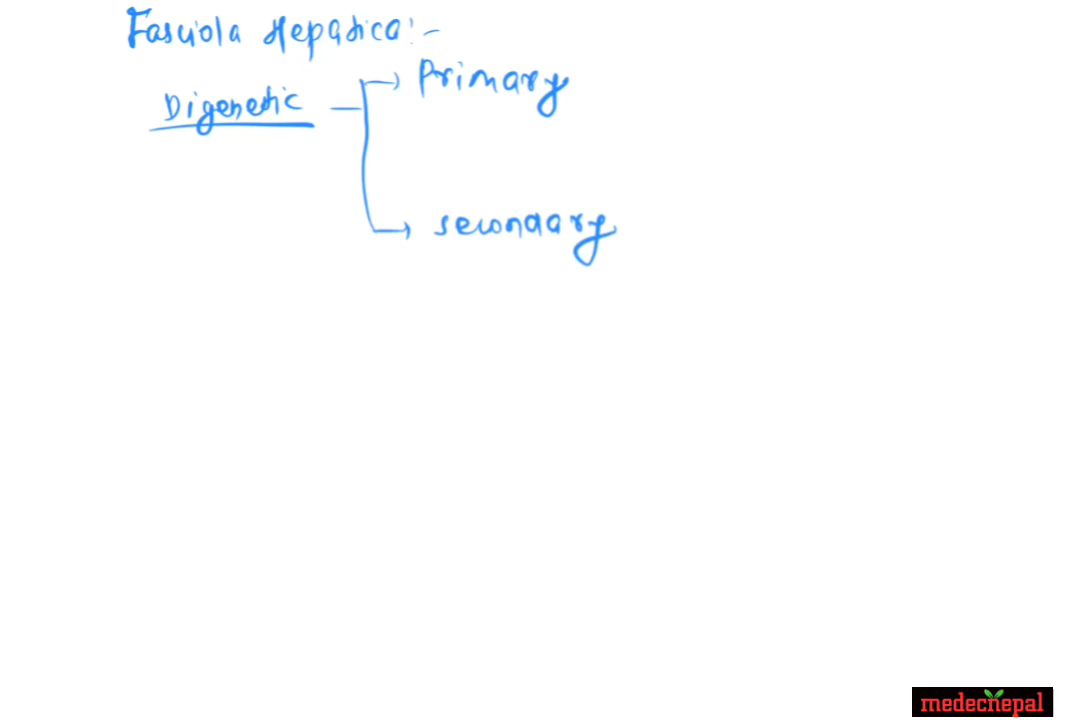 Fasciola Hepatica:-
Digenetic
Primary
secondary
medecnepal